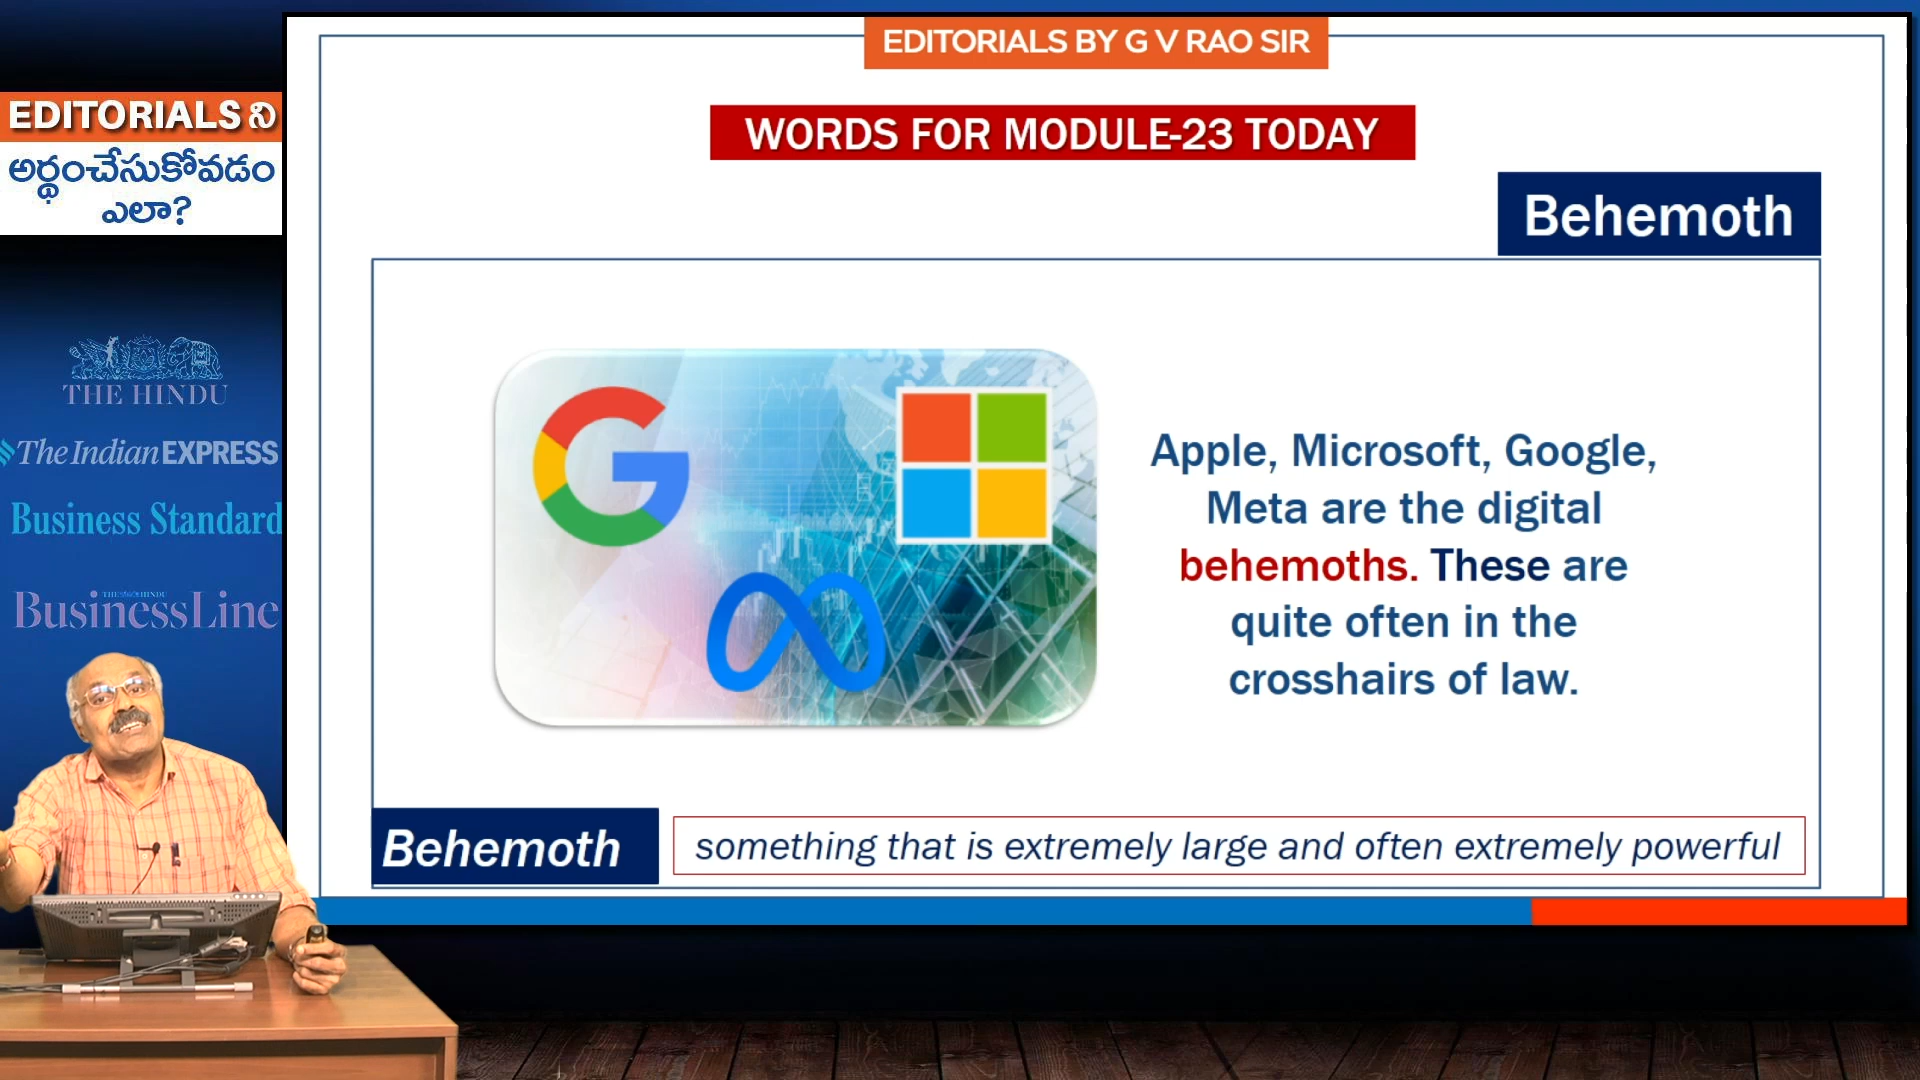 EDITORIALS BY G V RAO SIR
EDITORIALS ని
అర్థంచేసుకోవడం
ఎలా?
WORDS FOR MODULE-23 TODAY
Behemoth
THE HINDU
The Indian EXPRESS
Business Standard
THE HINDU
BusinessLine
Apple, Microsoft, Google,
Meta are the digital
behemoths. These are
quite often in the
crosshairs of law.
Behemoth
something that is extremely large and often extremely powerful